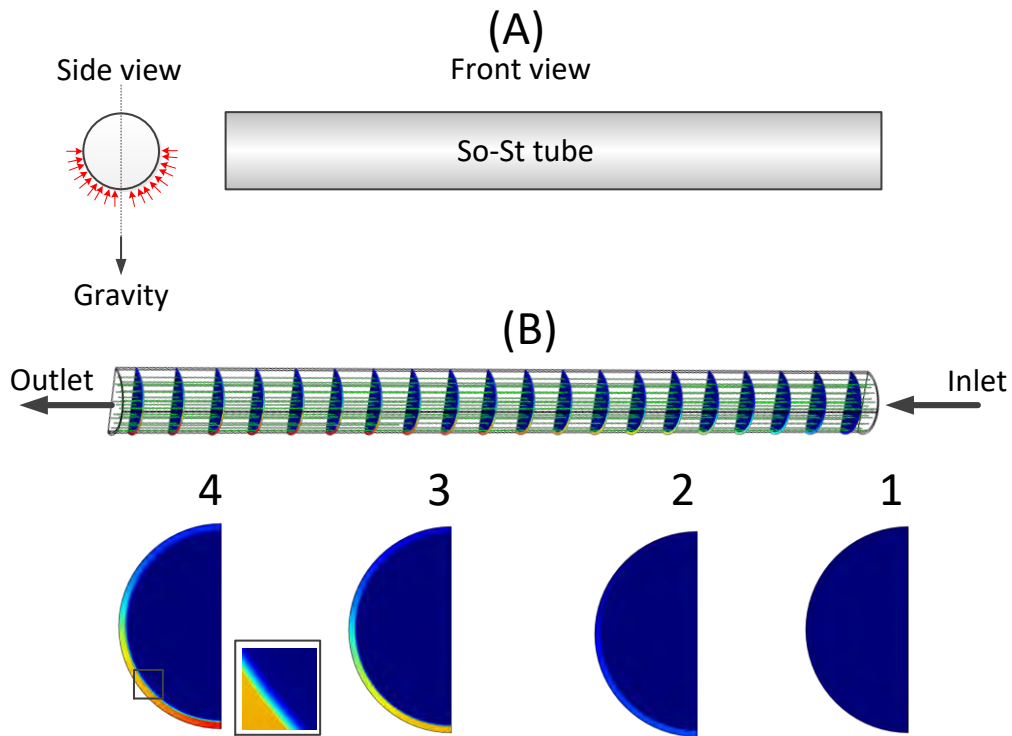 (A)
Side view
Front view
So-St tube
Gravity
(B)
Outlet
Inlet
4 3 2 1